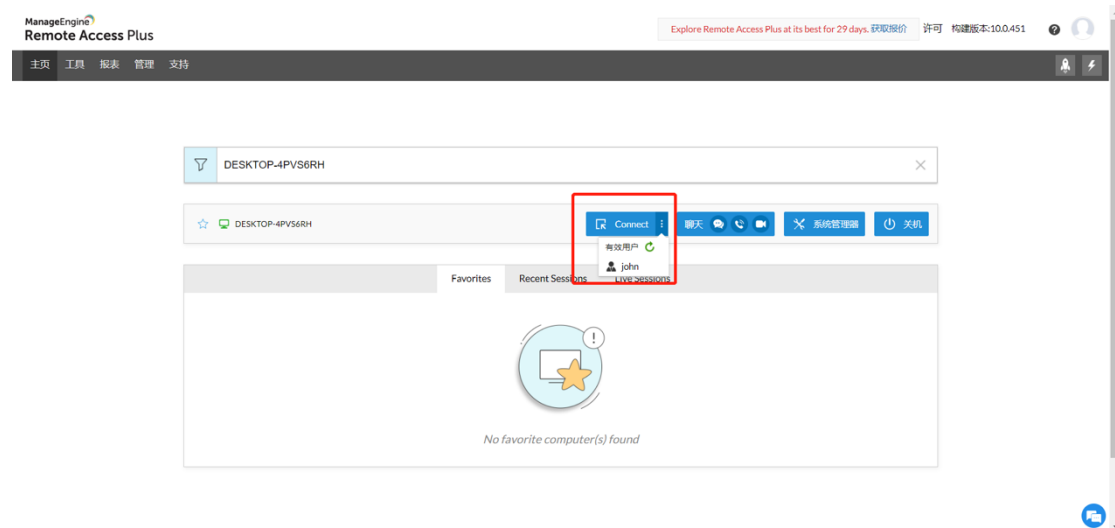 ManageEngine
Remote Access Plus
Explore Remote Access Plus at its best for 29 days. 获取报价 许可 构建版本:10.0.451
主页 工具 报表 管理 支持
DESKTOP-4PVS6RH
DESKTOP-4PVS6RH Connect 聊天 系统管理器 关机
有效用户
john
Favorites Recent Sessions Live Sessions
No favorite computer(s) found